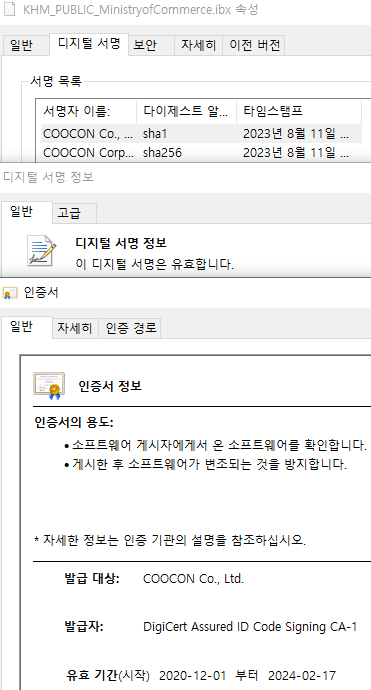 KHM_PUBLIC_MinistryofCommerce.ibx 속성
일반 디지털 서명 보안 자세히 이전 버전
서명 목록
서명자 이름: 다이제스트 알... 타임스탬프
COOCON Co., ... sha1 2023년 8월 11일 ...
COOCON Corp... sha256 2023년 8월 11일 ...
디지털 서명 정보
일반 고급
디지털 서명 정보
이 디지털 서명은 유효합니다.
인증서
일반 자세히 인증 경로
인증서 정보
인증서의 용도:
• 소프트웨어 게시자에게서 온 소프트웨어를 확인합니다.
• 게시한 후 소프트웨어가 변조되는 것을 방지합니다.
* 자세한 정보는 인증 기관의 설명을 참조하십시오.
발급 대상: COOCON Co., Ltd.
발급자: DigiCert Assured ID Code Signing CA-1
유효 기간(시작) 2020-12-01 부터 2024-02-17